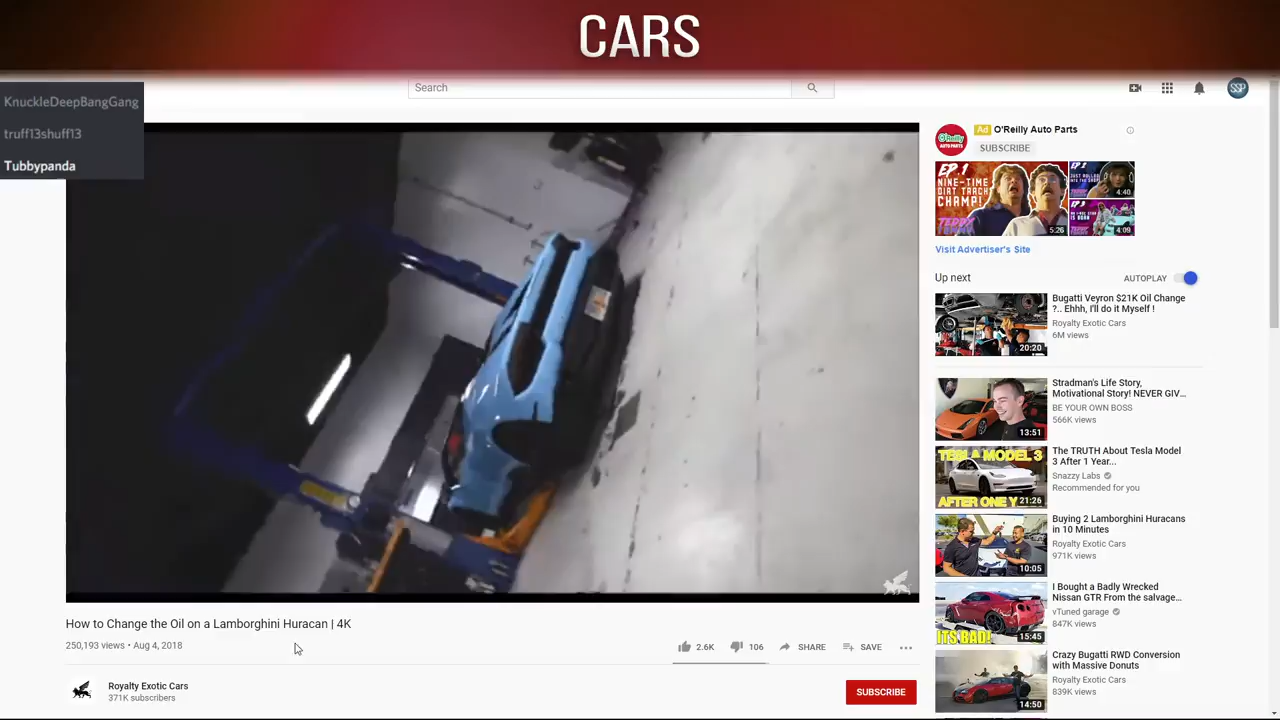 CARS
Search
SSP
KnuckleDeepBangGang
truff13shuff13
Tubbypanda
Ad O'Reilly Auto Parts
SUBSCRIBE
EP.1
NINE-TIME
DIRT TRACK
CHAMP!
5:26
4:40
4:09
Visit Advertiser's Site
Up next
AUTOPLAY
Bugatti Veyron $21K Oil Change
?.. Ehhh, I'll do it Myself !
Royalty Exotic Cars
6M views
20:20
Stradman's Life Story,
Motivational Story! NEVER GIV...
BE YOUR OWN BOSS
566K views
13:51
TESLA MODEL 3
AFTER ONE Y
21:26
The TRUTH About Tesla Model
3 After 1 Year...
Snazzy Labs
Recommended for you
Buying 2 Lamborghini Huracans
in 10 Minutes
Royalty Exotic Cars
971K views
10:05
I Bought a Badly Wrecked
Nissan GTR From the salvage...
vTuned garage
847K views
ITS BAD!
15:45
Crazy Bugatti RWD Conversion
with Massive Donuts
Royalty Exotic Cars
839K views
14:50
How to Change the Oil on a Lamborghini Huracan | 4K
250,193 views • Aug 4, 2018
2.6K
106
SHARE
SAVE
Royalty Exotic Cars
371K subscribers
SUBSCRIBE